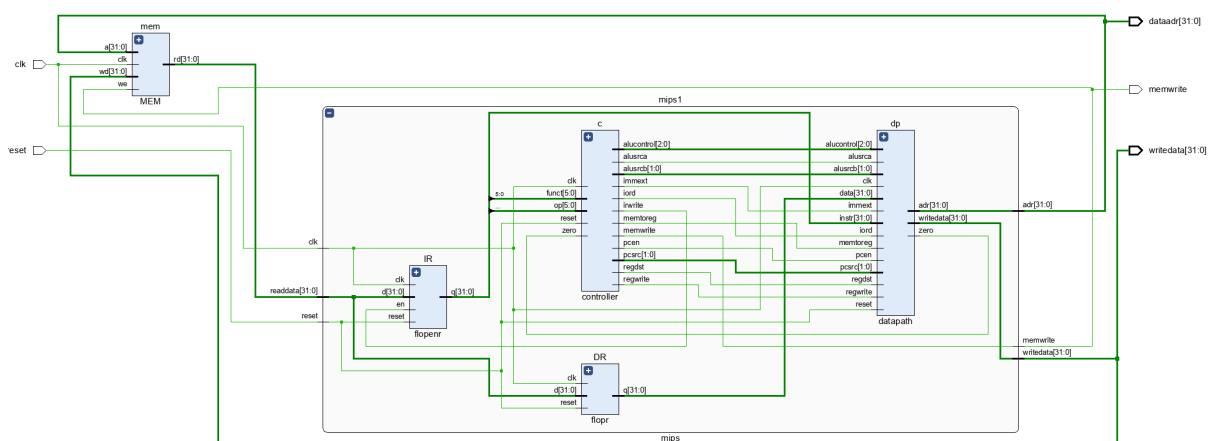 mem
a[31:0]
clk
wd[31:0]
we
rd[31:0]
MEM
clk
reset
dataadr[31:0]
memwrite
writedata[31:0]
mips1
clk
readdata[31:0]
reset
IR
clk
d[31:0]
en
reset
q[31:0]
flopenr
5:0
...
c
clk
funct[5:0]
op[5:0]
reset
zero
alucontrol[2:0]
alusrca
alusrcb[1:0]
immext
iord
irwrite
memtoreg
memwrite
pcen
pcsrc[1:0]
regdst
regwrite
controller
dp
alucontrol[2:0]
alusrca
alusrcb[1:0]
clk
data[31:0]
immext
instr[31:0]
iord
memtoreg
pcen
pcsrc[1:0]
regdst
regwrite
reset
adr[31:0]
writedata[31:0]
zero
datapath
adr[31:0]
memwrite
writedata[31:0]
DR
clk
d[31:0]
reset
q[31:0]
flopr
mips